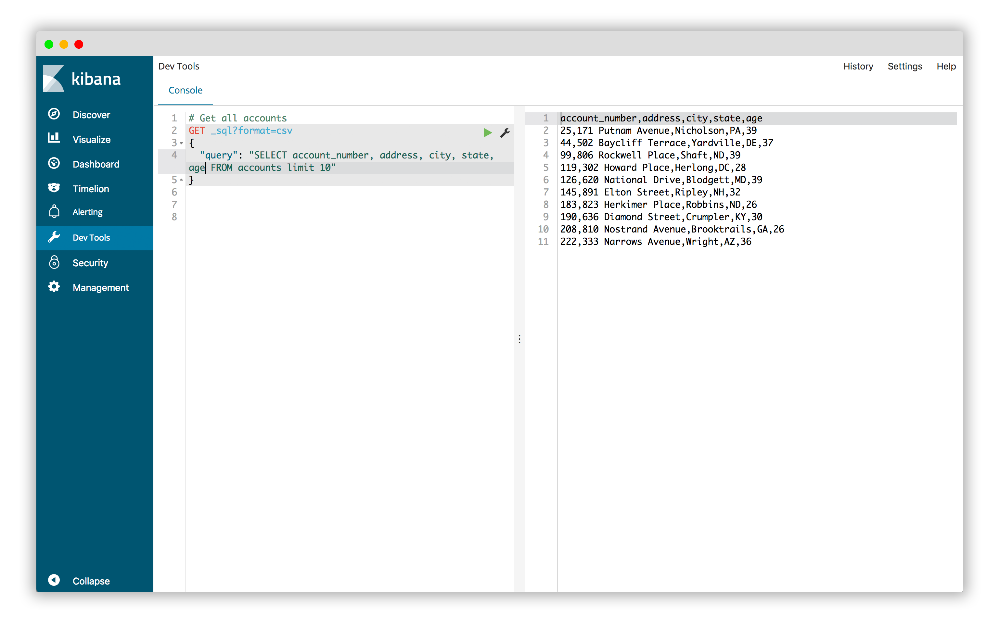 kibana
Discover
Visualize
Dashboard
Timelion
Alerting
Dev Tools
Security
Management
Collapse
Dev Tools
History Settings Help
Console
1 # Get all accounts
2 GET _sql?format=csv
3 {
4 "query": "SELECT account_number, address, city, state,
age FROM accounts limit 10"
5 }
6
7
8
1 account_number,address,city,state,age
2 25,171 Putnam Avenue,Nicholson,PA,39
3 44,502 Baycliff Terrace,Yardville,DE,37
4 99,806 Rockwell Place,Shaft,ND,39
5 119,302 Howard Place,Herlong,DC,28
6 126,620 National Drive,Blodgett,MD,39
7 145,891 Elton Street,Ripley,NH,32
8 183,823 Herkimer Place,Robbins,ND,26
9 190,636 Diamond Street,Crumpler,KY,30
10 208,810 Nostrand Avenue,Brooktrails,GA,26
11 222,333 Narrows Avenue,Wright,AZ,36